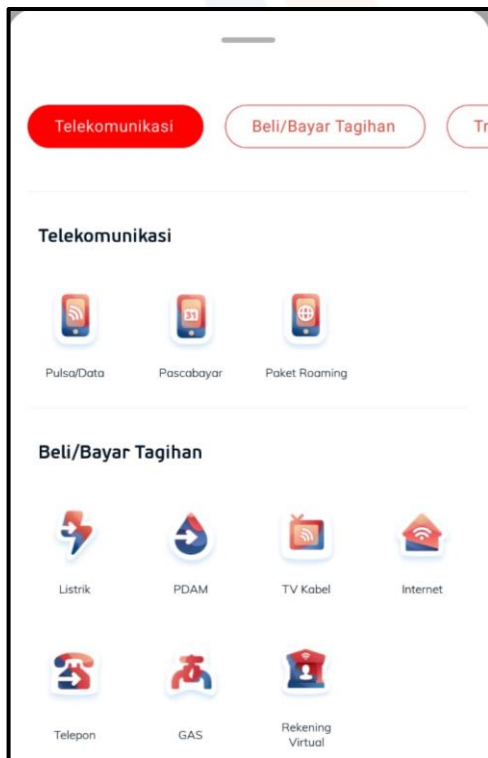 Telekomunikasi
Beli/Bayar Tagihan
Tr
Telekomunikasi
31
Pulsa/Data
Pascabayar
Paket Roaming
Beli/Bayar Tagihan
Listrik
PDAM
TV Kabel
Internet
Telepon
GAS
Rekening
Virtual